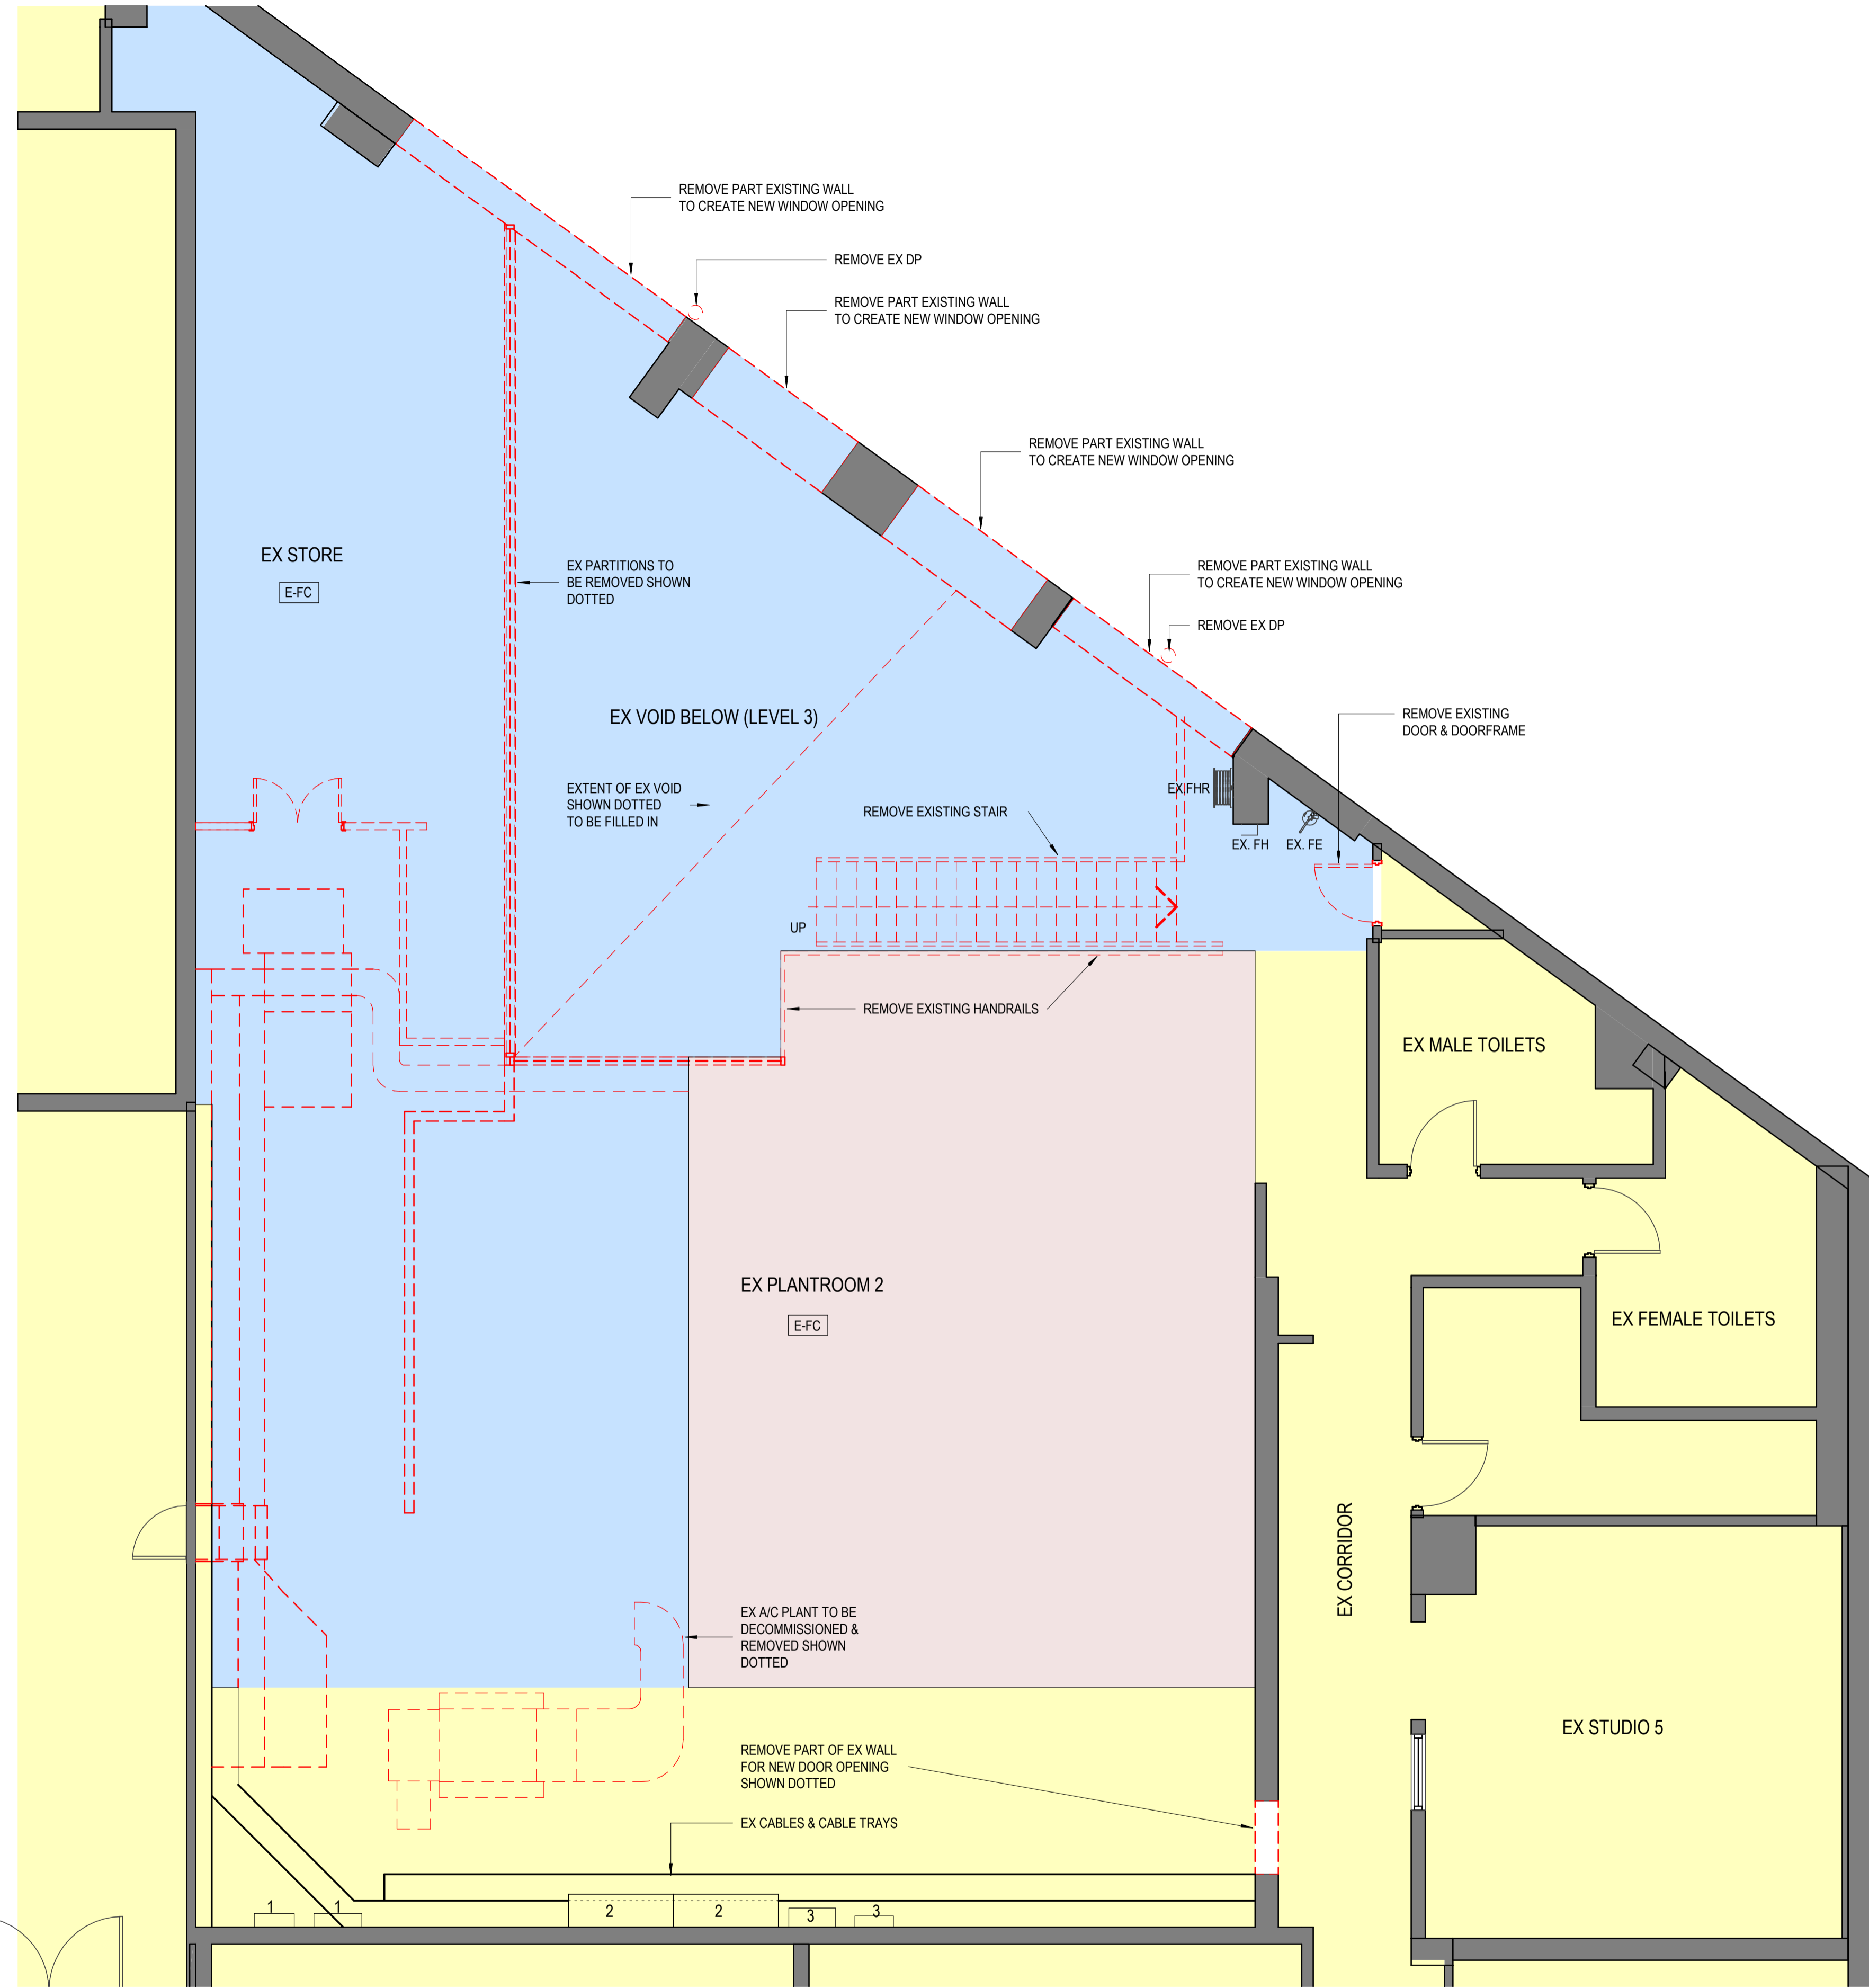 REMOVE PART EXISTING WALL
TO CREATE NEW WINDOW OPENING
REMOVE EX DP
REMOVE PART EXISTING WALL
TO CREATE NEW WINDOW OPENING
REMOVE PART EXISTING WALL
TO CREATE NEW WINDOW OPENING
EX STORE
E-FC
EX PARTITIONS TO
BE REMOVED SHOWN
DOTTED
REMOVE PART EXISTING WALL
TO CREATE NEW WINDOW OPENING
REMOVE EX DP
EX VOID BELOW (LEVEL 3)
REMOVE EXISTING
DOOR & DOORFRAME
EXTENT OF EX VOID
SHOWN DOTTED
TO BE FILLED IN
EX.FHR
REMOVE EXISTING STAIR
EX. FH
EX. FE
UP
REMOVE EXISTING HANDRAILS
EX MALE TOILETS
EX PLANTROOM 2
E-FC
EX FEMALE TOILETS
EX CORRIDOR
EX A/C PLANT TO BE
DECOMMISSIONED &
REMOVED SHOWN
DOTTED
EX STUDIO 5
REMOVE PART OF EX WALL
FOR NEW DOOR OPENING
SHOWN DOTTED
EX CABLES & CABLE TRAYS
1
1
2
2
3
3